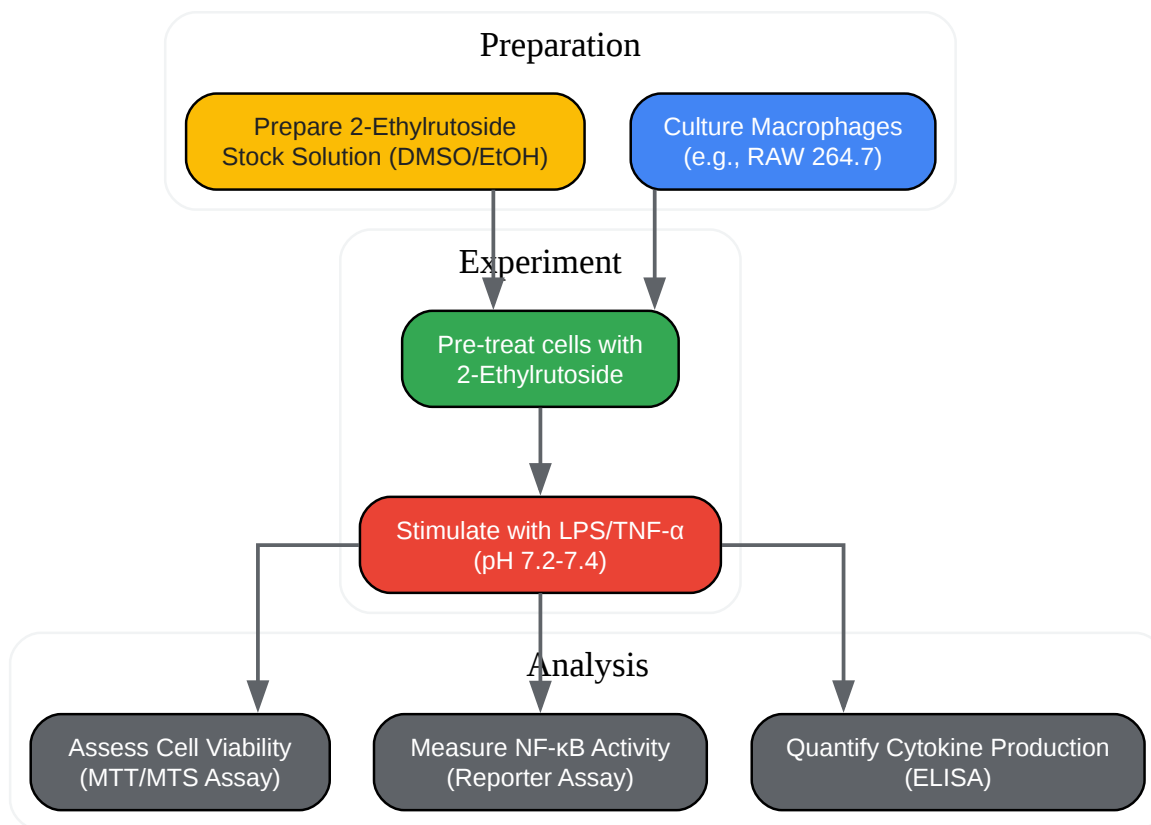 Preparation
Prepare 2-Ethylrutoside
Stock Solution (DMSO/EtOH)
Culture Macrophages
(e.g., RAW 264.7)
Experiment
Pre-treat cells with
2-Ethylrutoside
Stimulate with LPS/TNF-α
(pH 7.2-7.4)
Analysis
Assess Cell Viability
(MTT/MTS Assay)
Measure NF-κB Activity
(Reporter Assay)
Quantify Cytokine Production
(ELISA)